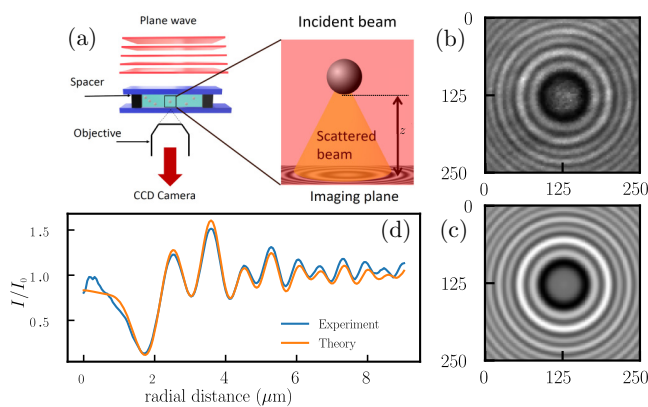 (a)
Plane wave
Spacer
Objective
CCD Camera
Incident beam
z
Scattered
beam
Imaging plane
(b)
0
125
250
0
125
250
(c)
0
125
250
0
125
250
(d)
I/I₀
1.5
1.0
0.5
Experiment
Theory
0
2
4
6
8
radial distance (μm)